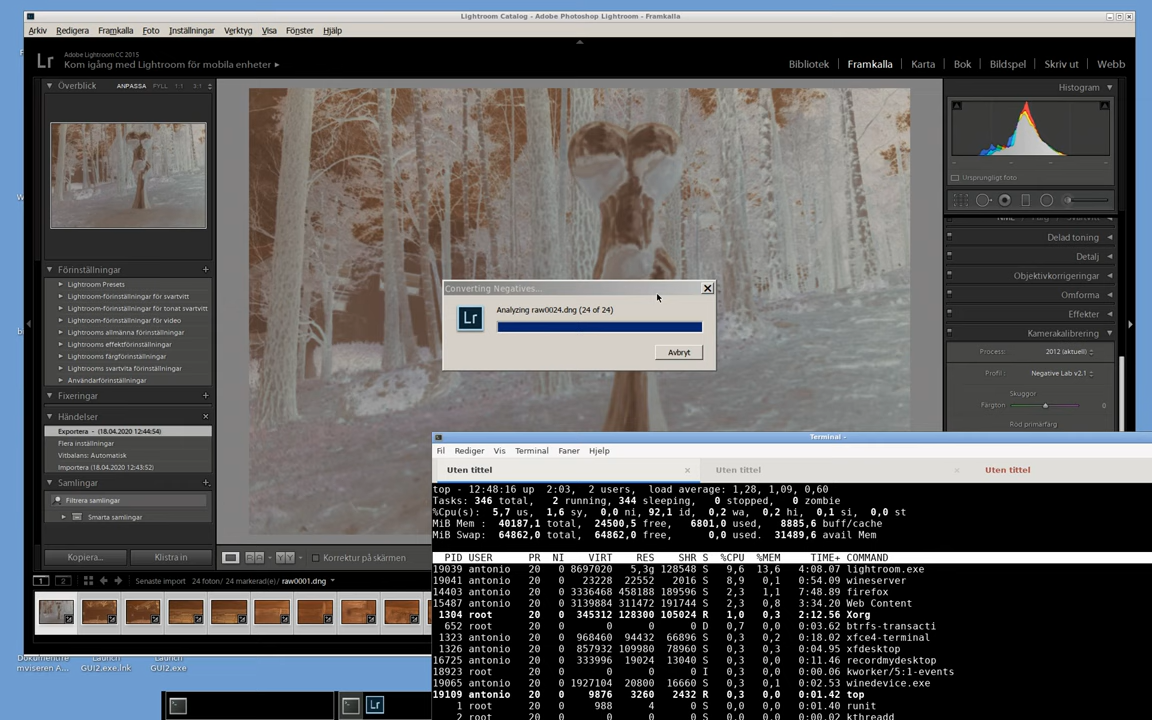 Lightroom Catalog - Adobe Photoshop Lightroom - Framkalla
Arkiv Redigera Framkalla Foto Inställningar Verktyg Visa Fönster Hjälp
Lr
Adobe Lightroom CC 2015
Kom igång med Lightroom för mobila enheter
Bibliotek Framkalla Karta Bok Bildspel Skriv ut Webb
Överblick ANPASSA FYLL 1:1 3:1
Histogram
Ursprungligt foto
Delad toning
Detalj
Objektivkorrigeringar
Omforma
Effekter
Kamerakalibrering
Process: 2012 (aktuell)
Profil: Negative Lab v2.1
Skuggor
Färgton 0
Röd primärfärg
Förinställningar
Lightroom Presets
Lightroom-förinställningar för svartvitt
Lightroom-förinställningar för tonat svartvitt
Lightroom-förinställningar för video
Lightrooms allmänna förinställningar
Lightrooms effektförinställningar
Lightrooms färgförinställningar
Lightrooms svartvita förinställningar
Användarförinställningar
Fixeringar
Händelser
Exportera - (18.04.2020 12:44:54)
Flera inställningar
Vitbalans: Automatisk
Importera (18.04.2020 12:43:52)
Samlingar
Filtrera samlingar
Smarta samlingar
Kopiera... Klistra in
Korrektur på skärmen
1 2 Senaste import 24 foton/ 24 markerad(e)/ raw0001.dng
Converting Negatives...
Lr
Analyzing raw0024.dng (24 of 24)
Avbryt
Terminal -
Fil Rediger Vis Terminal Faner Hjelp
Uten tittel Uten tittel Uten tittel
top - 12:48:16 up 2:03, 2 users, load average: 1,28, 1,09, 0,60
Tasks: 346 total, 2 running, 344 sleeping, 0 stopped, 0 zombie
%Cpu(s): 5,7 us, 1,6 sy, 0,0 ni, 92,1 id, 0,2 wa, 0,2 hi, 0,1 si, 0,0 st
MiB Mem : 40187,1 total, 24500,5 free, 6801,0 used, 8885,6 buff/cache
MiB Swap: 64862,0 total, 64862,0 free, 0,0 used. 31489,6 avail Mem
PID USER PR NI VIRT RES SHR S %CPU %MEM TIME+ COMMAND
19039 antonio 20 0 8697020 5,3g 128548 S 9,6 13,6 4:08.07 lightroom.exe
19041 antonio 20 0 23228 22552 2016 S 8,9 0,1 0:54.09 wineserver
14403 antonio 20 0 3336468 458188 189596 S 2,3 1,1 7:48.89 firefox
15487 antonio 20 0 3139884 311472 191744 S 2,3 0,8 3:34.20 Web Content
1304 root 20 0 345312 128300 105024 R 1,0 0,3 2:12.56 Xorg
652 root 20 0 0 0 0 D 0,7 0,0 0:03.62 btrfs-transacti
1323 antonio 20 0 968460 94432 66896 S 0,3 0,2 0:18.02 xfce4-terminal
1326 antonio 20 0 857932 109980 78960 S 0,3 0,3 0:04.95 xfdesktop
16725 antonio 20 0 333996 19024 13040 S 0,3 0,0 0:11.46 recordmydesktop
18923 root 20 0 0 0 0 I 0,3 0,0 0:00.06 kworker/5:1-events
19065 antonio 20 0 1927104 20800 16660 S 0,3 0,1 0:02.53 winedevice.exe
19109 antonio 20 0 9876 3260 2432 R 0,3 0,0 0:01.42 top
1 root 20 0 988 4 0 S 0,0 0,0 0:01.40 runit
2 root 20 0 0 0 0 S 0,0 0,0 0:00.02 kthreadd
mviseren A... GUI2.exe.lnk GUI2.exe
Lr